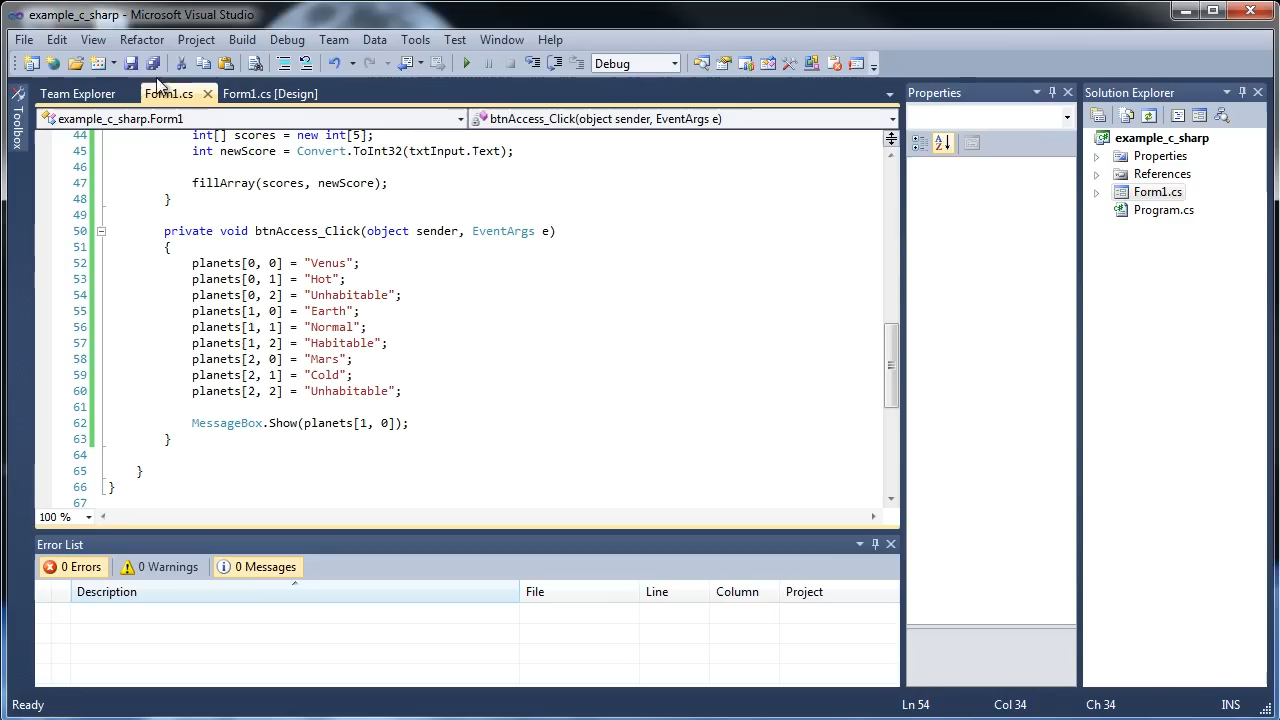 example_c_sharp - Microsoft Visual Studio
File Edit View Refactor Project Build Debug Team Data Tools Test Window Help
Debug
Toolbox
Team Explorer Form1.cs Form1.cs [Design]
example_c_sharp.Form1 btnAccess_Click(object sender, EventArgs e)
44 int[] scores = new int[5];
45 int newScore = Convert.ToInt32(txtInput.Text);
46
47 fillArray(scores, newScore);
48 }
49
50 private void btnAccess_Click(object sender, EventArgs e)
51 {
52 planets[0, 0] = "Venus";
53 planets[0, 1] = "Hot";
54 planets[0, 2] = "Unhabitable";
55 planets[1, 0] = "Earth";
56 planets[1, 1] = "Normal";
57 planets[1, 2] = "Habitable";
58 planets[2, 0] = "Mars";
59 planets[2, 1] = "Cold";
60 planets[2, 2] = "Unhabitable";
61
62 MessageBox.Show(planets[1, 0]);
63 }
64
65 }
66 }
67
100 %
Error List
0 Errors 0 Warnings 0 Messages
Description File Line Column Project
Properties
Solution Explorer
example_c_sharp
Properties
References
Form1.cs
Program.cs
Ready Ln 54 Col 34 Ch 34 INS